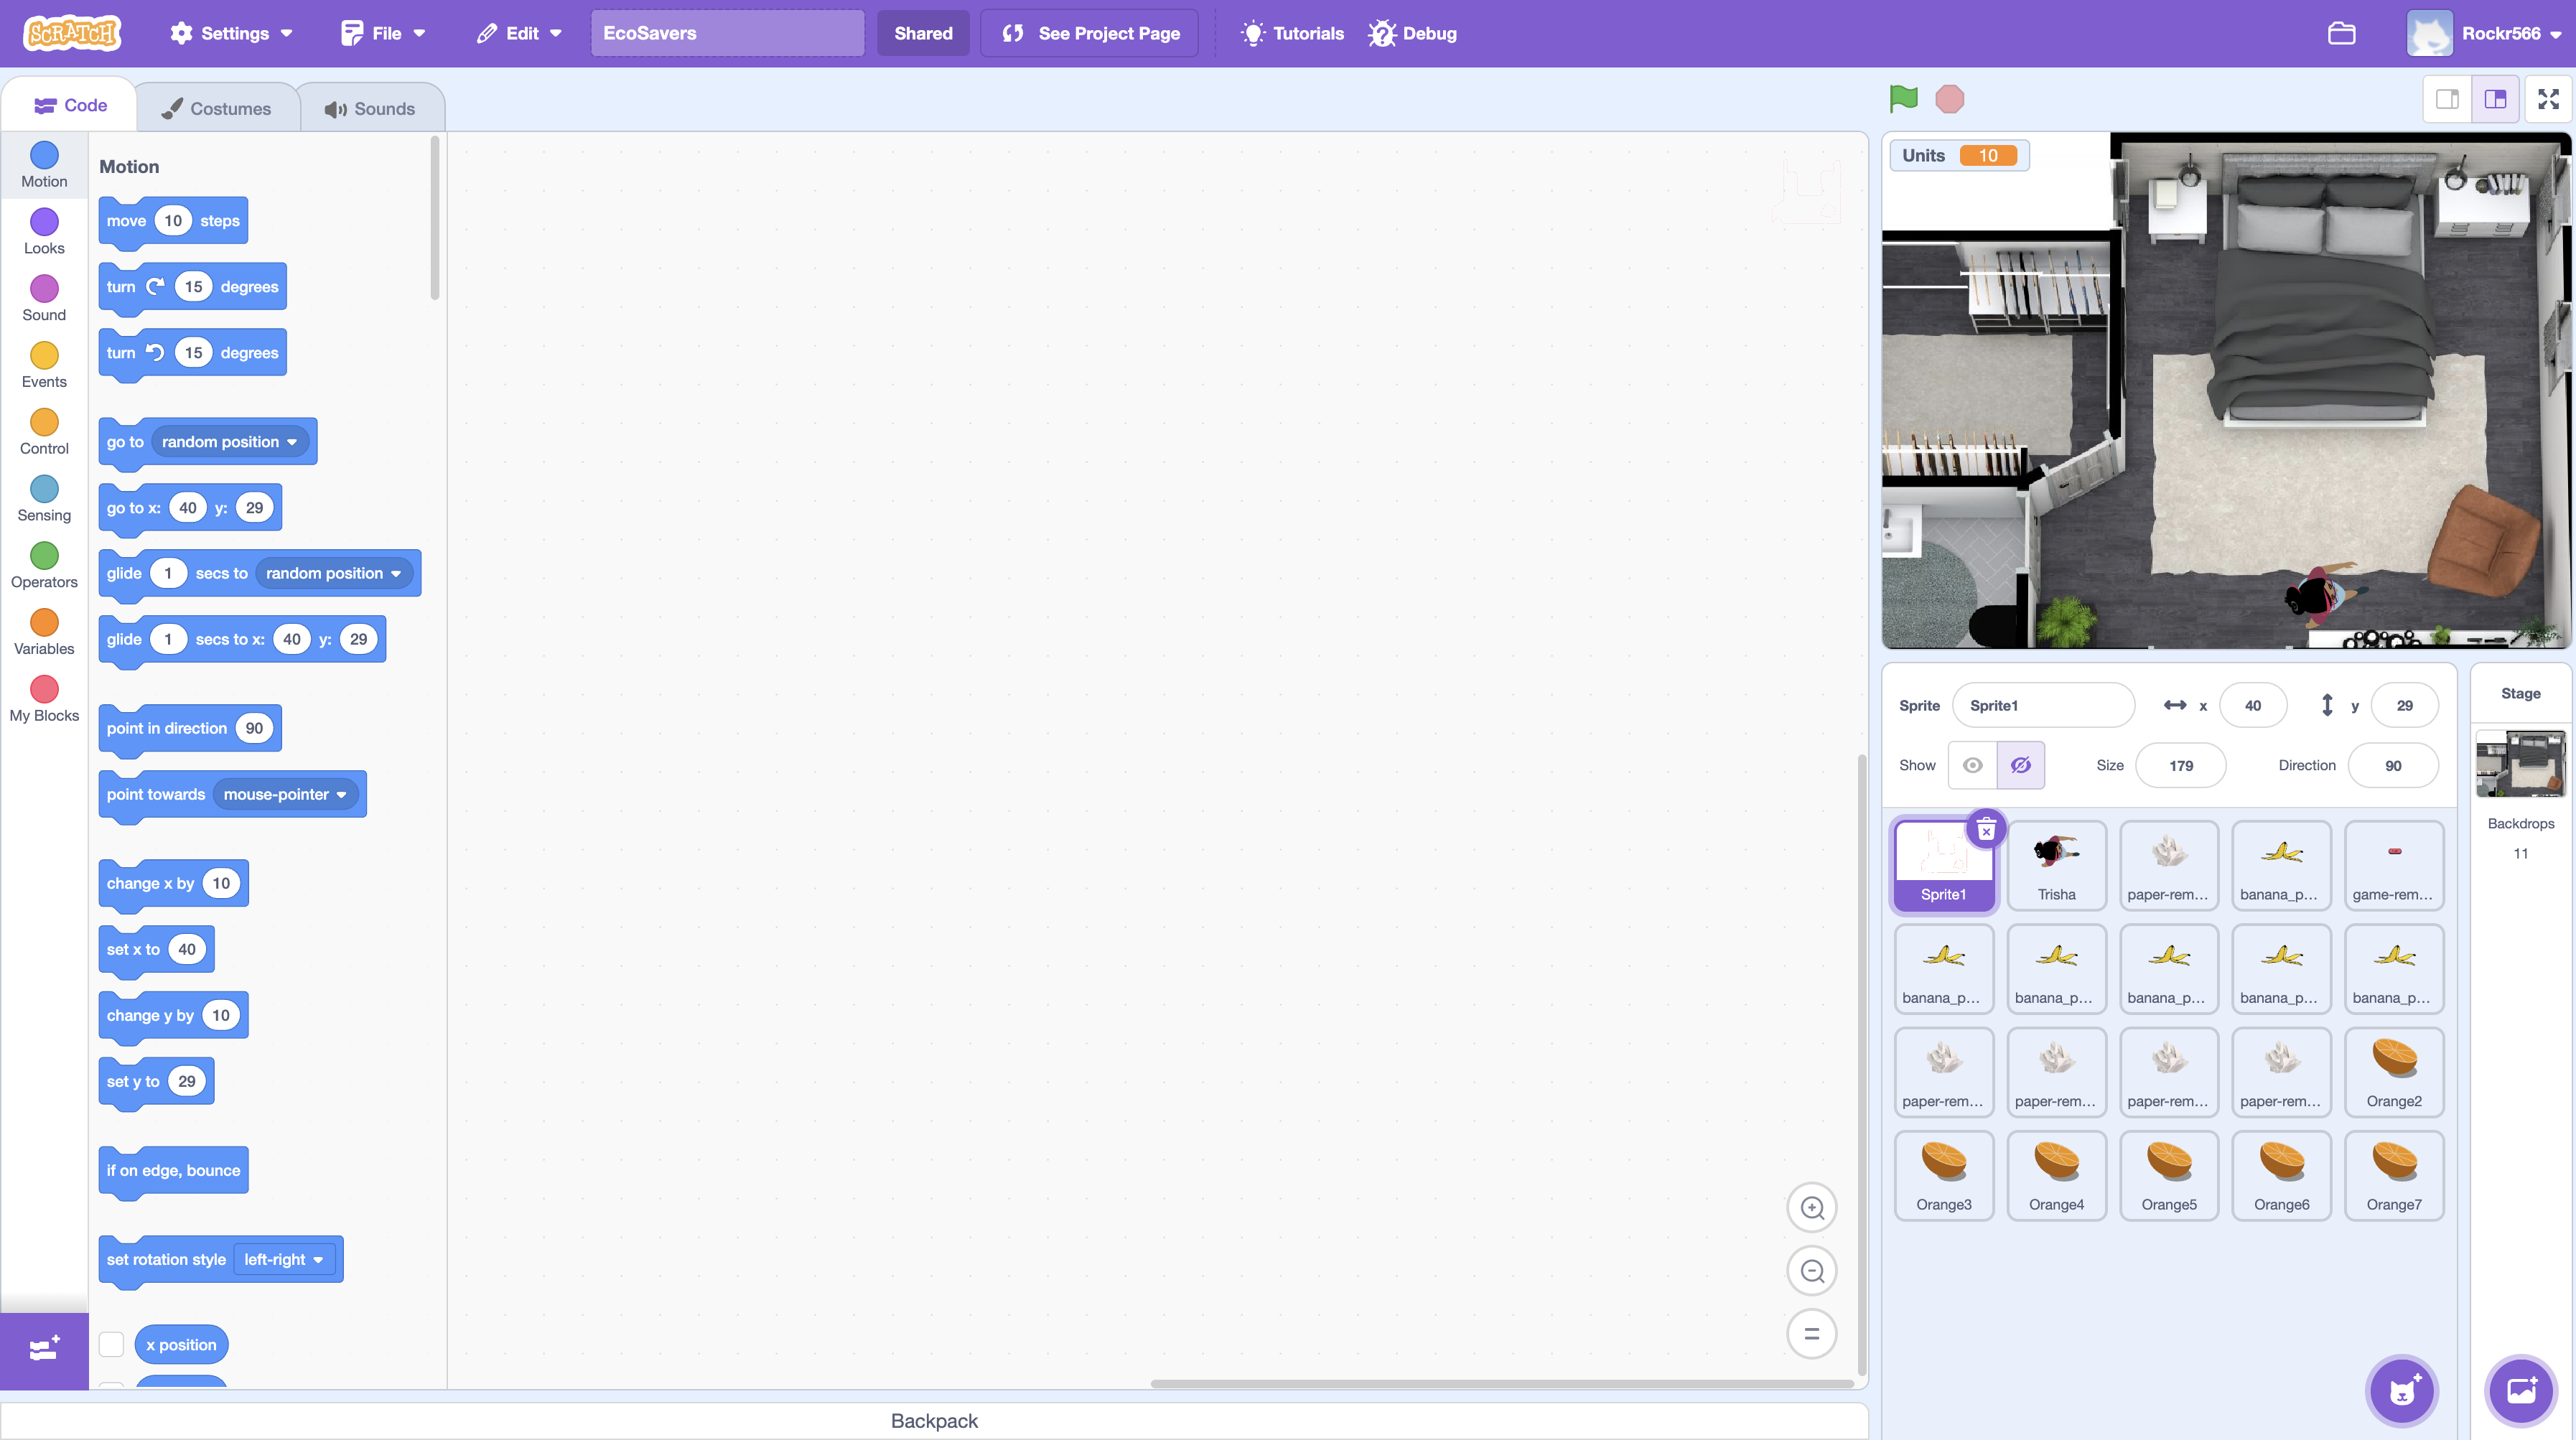 SCRATCH
Settings
File
Edit
EcoSavers
Shared
See Project Page
Tutorials
Debug
Rockr566
Code
Costumes
Sounds
Motion
Looks
Sound
Events
Control
Sensing
Operators
Variables
My Blocks
Motion
move 10 steps
turn 15 degrees
turn 15 degrees
go to random position
go to x: 40 y: 29
glide 1 secs to random position
glide 1 secs to x: 40 y: 29
point in direction 90
point towards mouse-pointer
change x by 10
set x to 40
change y by 10
set y to 29
if on edge, bounce
set rotation style left-right
x position
Backpack
Units 10
Sprite Sprite1 x 40 y 29
Show Size 179 Direction 90
Sprite1 Trisha paper-rem... banana_p... game-rem...
banana_p... banana_p... banana_p... banana_p... banana_p...
paper-rem... paper-rem... paper-rem... paper-rem... Orange2
Orange3 Orange4 Orange5 Orange6 Orange7
Stage
Backdrops
11